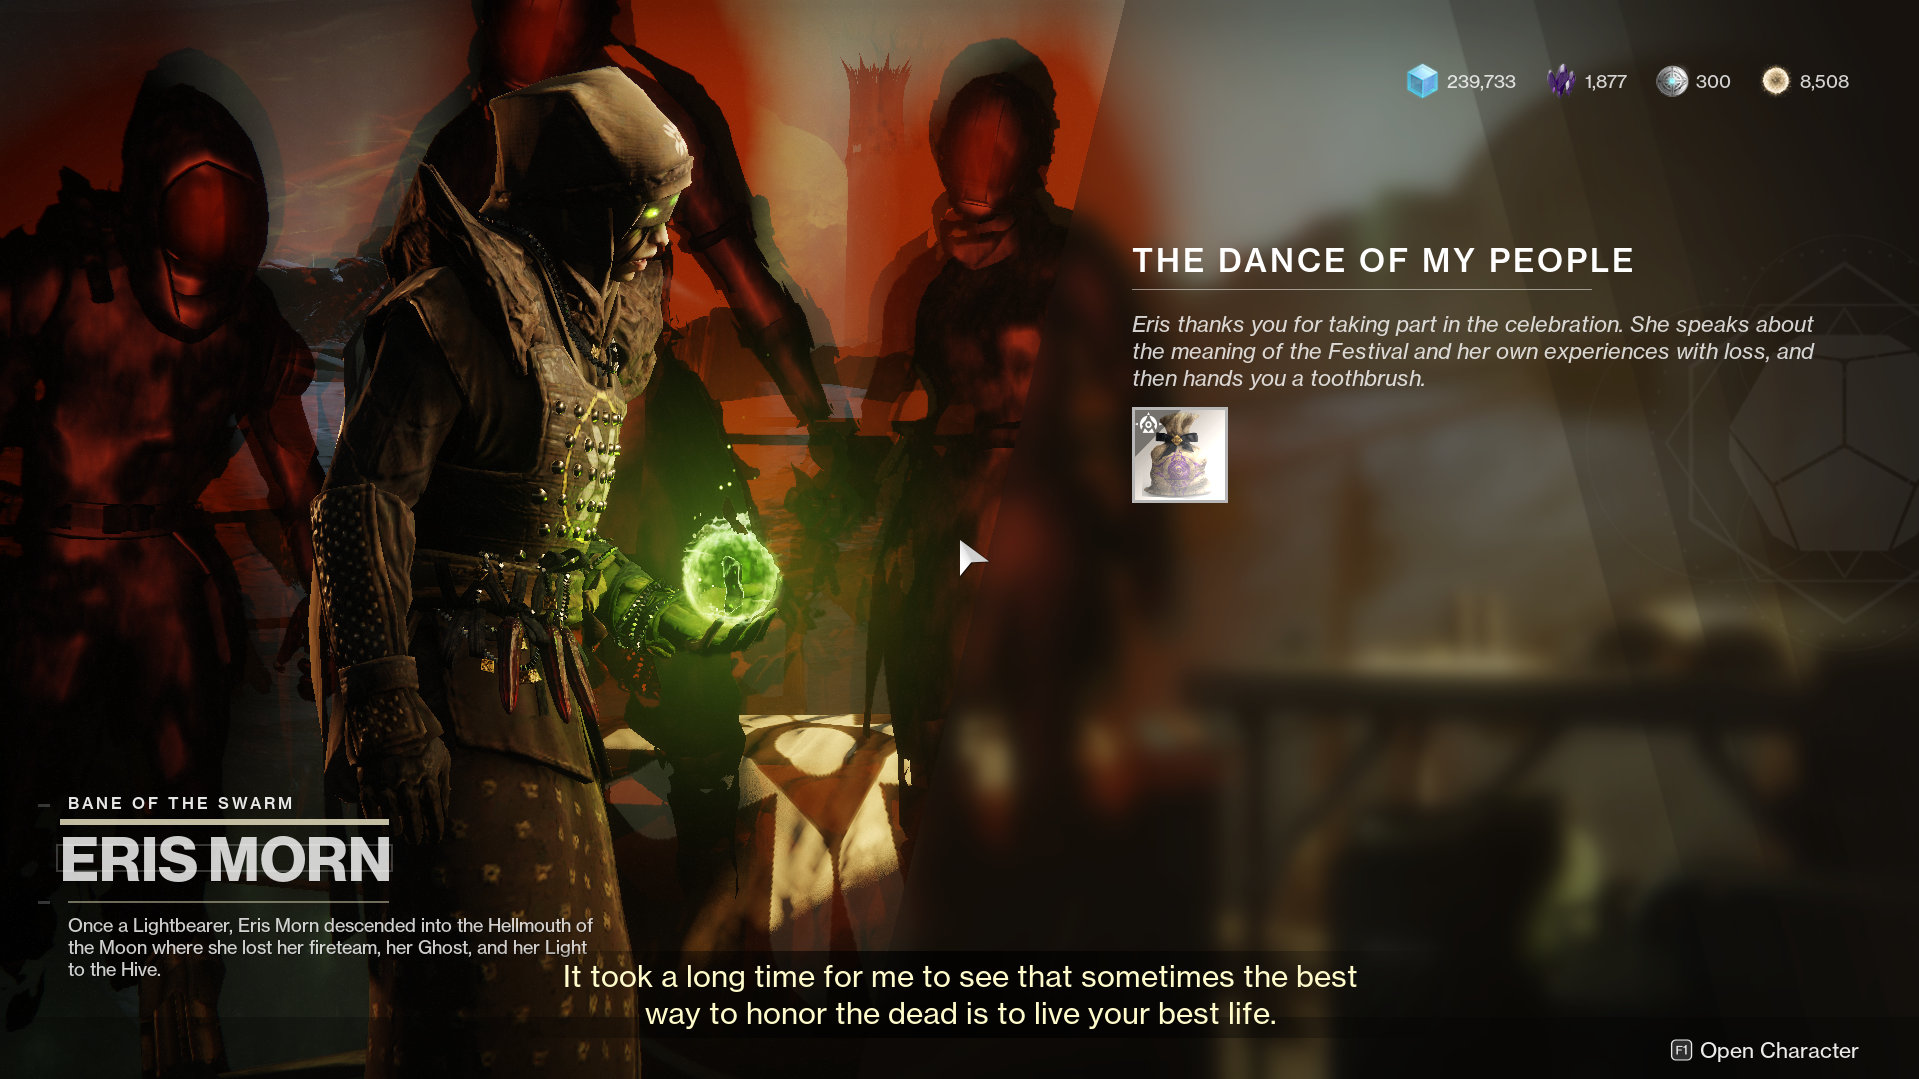 239,733 1,877 300 8,508
THE DANCE OF MY PEOPLE
Eris thanks you for taking part in the celebration. She speaks about
the meaning of the Festival and her own experiences with loss, and
then hands you a toothbrush.
BANE OF THE SWARM
ERIS MORN
Once a Lightbearer, Eris Morn descended into the Hellmouth of
the Moon where she lost her fireteam, her Ghost, and her Light
to the Hive.
It took a long time for me to see that sometimes the best
way to honor the dead is to live your best life.
F1 Open Character